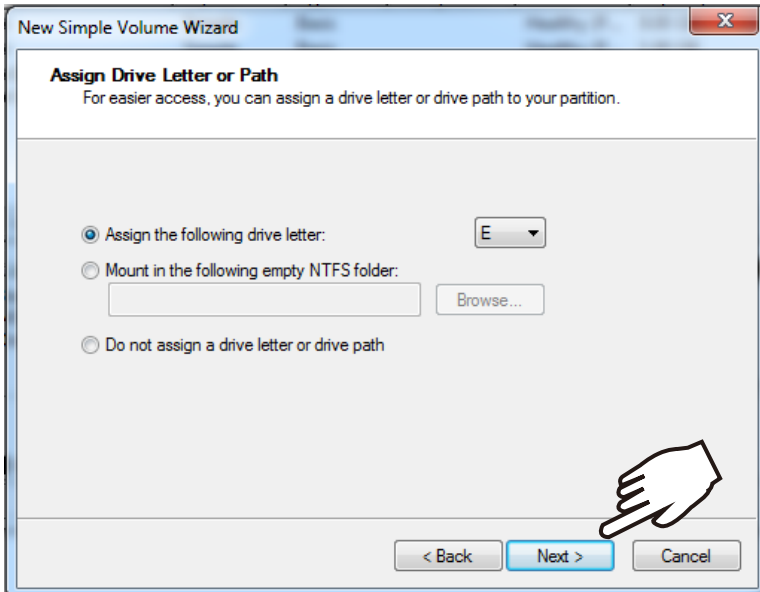 New Simple Volume Wizard
Assign Drive Letter or Path
For easier access, you can assign a drive letter or drive path to your partition.
Assign the following drive letter:
E
Mount in the following empty NTFS folder:
Browse...
Do not assign a drive letter or drive path
< Back
Next >
Cancel